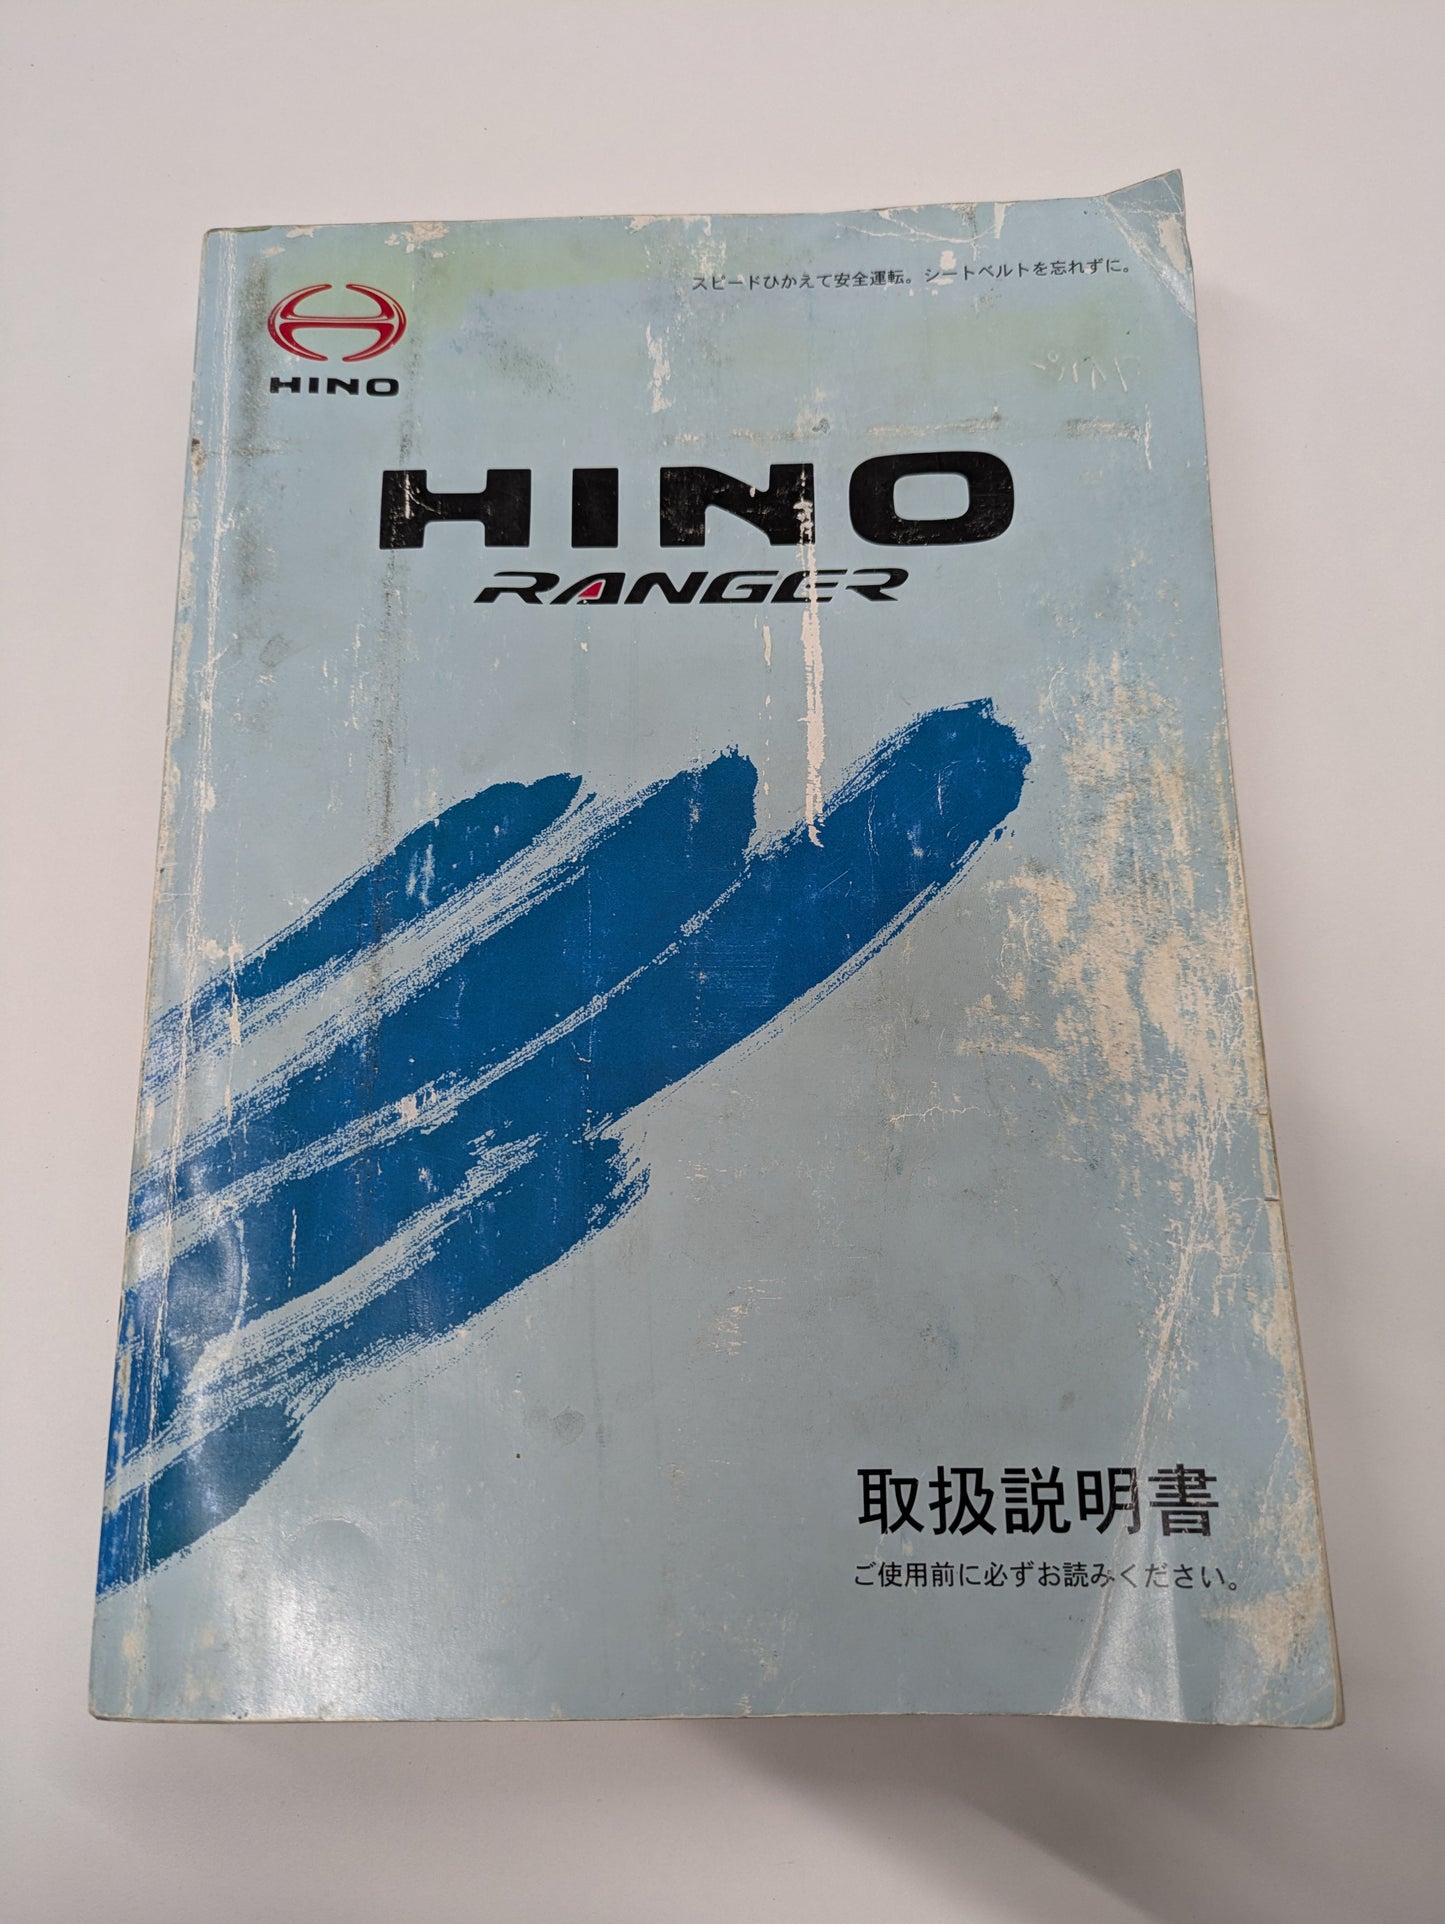 スピードひかえて安全運転。シートベルトを忘れずに。
HINO
HINO
RANGER
取扱説明書
ご使用前に必ずお読みください。